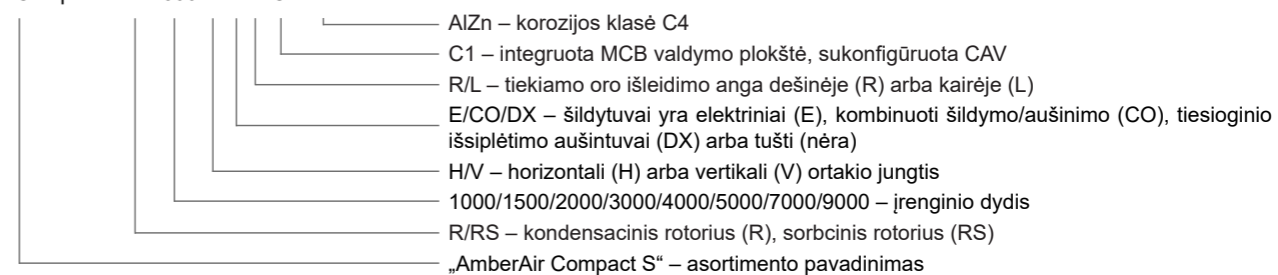 AlZn – korozijos klasė C4
C1 – integruota MCB valdymo plokštė, sukonfigūruota CAV
R/L – tiekiamo oro išleidimo anga dešinėje (R) arba kairėje (L)
E/CO/DX – šildytuvai yra elektriniai (E), kombinuoti šildymo/aušinimo (CO), tiesioginio
išsiplėtimo aušintuvai (DX) arba tušti (nėra)
H/V – horizontali (H) arba vertikali (V) ortakio jungtis
1000/1500/2000/3000/4000/5000/7000/9000 – įrenginio dydis
R/RS – kondensacinis rotorius (R), sorbcinis rotorius (RS)
„AmberAir Compact S“ – asortimento pavadinimas